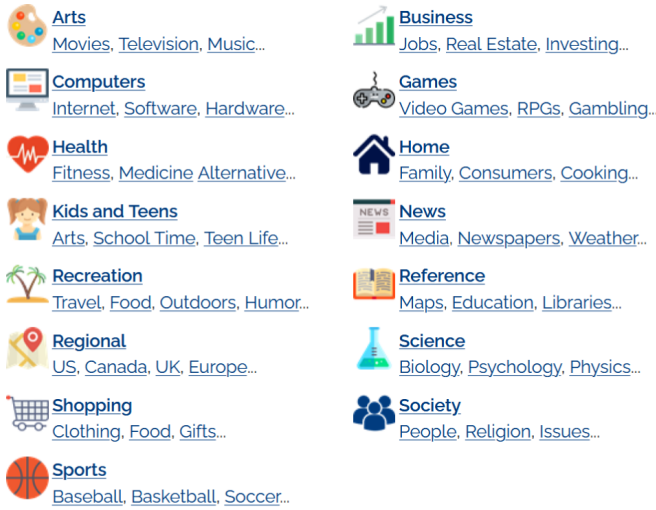 Arts
Movies, Television, Music...
Business
Jobs, Real Estate, Investing...
Computers
Internet, Software, Hardware...
Games
Video Games, RPGs, Gambling...
Health
Fitness, Medicine Alternative...
Home
Family, Consumers, Cooking...
Kids and Teens
Arts, School Time, Teen Life...
NEWS
News
Media, Newspapers, Weather...
Recreation
Travel, Food, Outdoors, Humor...
Reference
Maps, Education, Libraries...
Regional
US, Canada, UK, Europe...
Science
Biology, Psychology, Physics...
Shopping
Clothing, Food, Gifts...
Society
People, Religion, Issues...
Sports
Baseball, Basketball, Soccer...